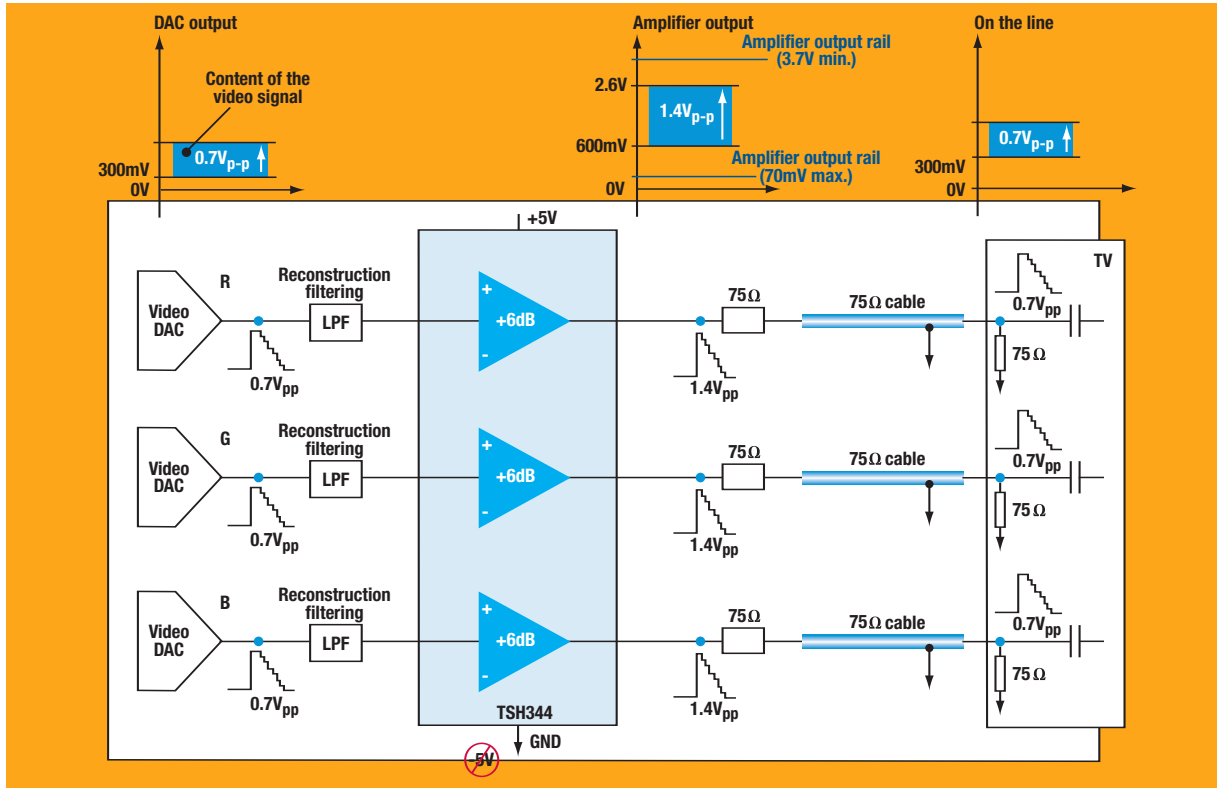 DAC output
Amplifier output
On the line
Amplifier output rail
(3.7V min.)
Content of the
video signal
2.6V
1.4Vp-p
0.7Vp-p
0.7Vp-p
600mV
300mV
300mV
Amplifier output rail
(70mV max.)
0V
0V
0V
+5V
TV
R
Reconstruction
filtering
Video
DAC
LPF
+
+6dB
-
75Ω
75Ω cable
0.7Vpp
75Ω
0.7Vpp
1.4Vpp
G
Reconstruction
filtering
Video
DAC
LPF
+
+6dB
-
75Ω
75Ω cable
0.7Vpp
75Ω
0.7Vpp
1.4Vpp
B
Reconstruction
filtering
Video
DAC
LPF
+
+6dB
-
75Ω
75Ω cable
0.7Vpp
75Ω
0.7Vpp
1.4Vpp
TSH344
GND
-5V